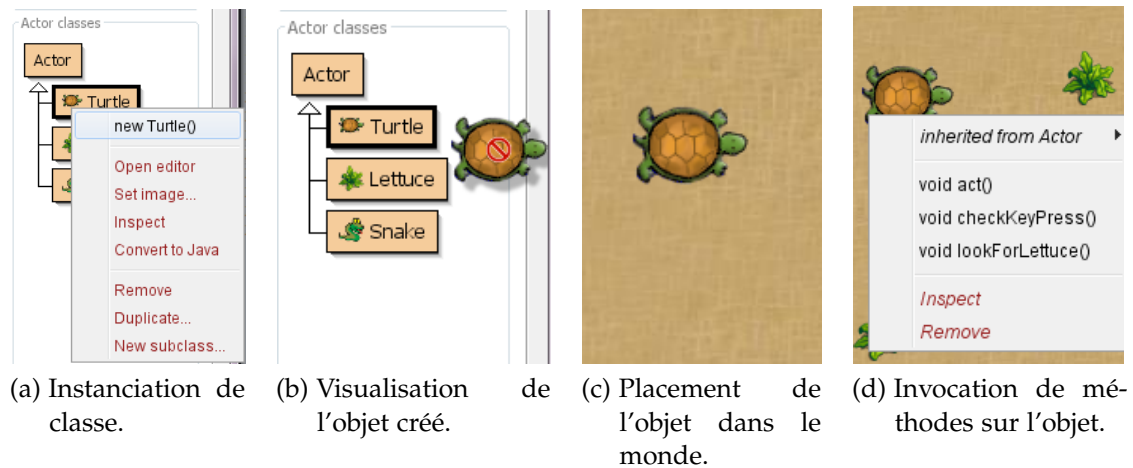 Actor classes
Actor
Turtle
new Turtle()
Open editor
Set image...
Inspect
Convert to Java
Remove
Duplicate...
New subclass...
(a) Instanciation de
classe.
Actor classes
Actor
Turtle
Lettuce
Snake
(b) Visualisation de
l'objet créé.
(c) Placement de
l'objet dans le
monde.
inherited from Actor
void act()
void checkKeyPress()
void lookForLettuce()
Inspect
Remove
(d) Invocation de mé-
thodes sur l'objet.